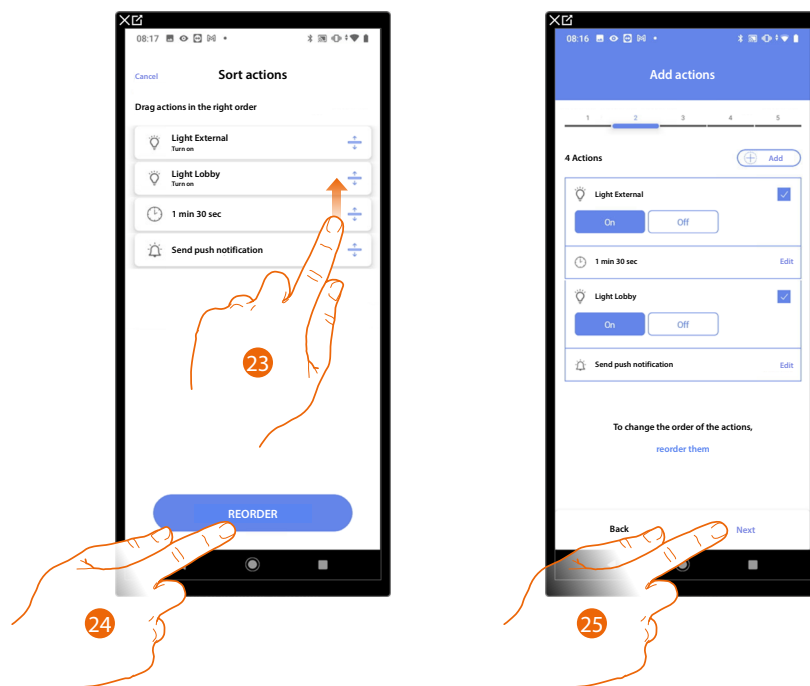 08:17
Cancel
Sort actions
Drag actions in the right order
Light External
Turn on
Light Lobby
Turn on
1 min 30 sec
Send push notification
23
REORDER
24
08:16
Add actions
1 2 3 4 5
4 Actions
Add
Light External
On Off
1 min 30 sec Edit
Light Lobby
On Off
Send push notification Edit
To change the order of the actions,
reorder them
Back Next
25